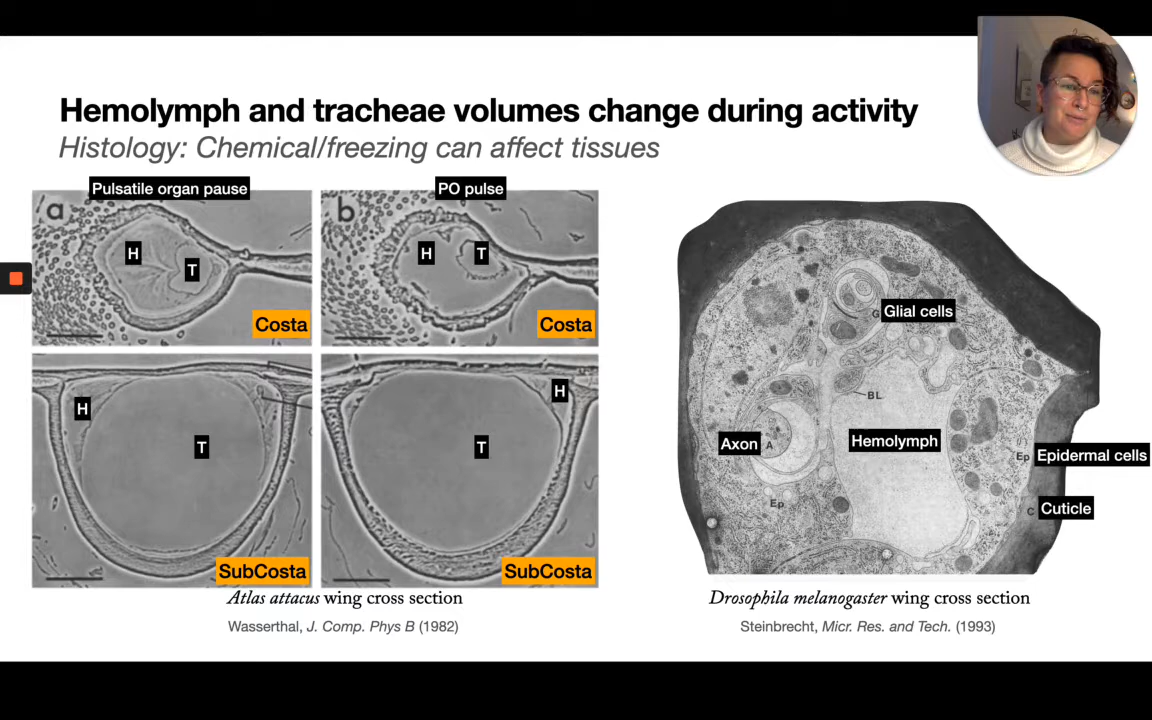 Hemolymph and tracheae volumes change during activity
Histology: Chemical/freezing can affect tissues
Pulsatile organ pause
PO pulse
a
H
T
Costa
b
H
T
Costa
H
T
SubCosta
H
T
SubCosta
Atlas attacus wing cross section
Wasserthal, J. Comp. Phys B (1982)
G
Glial cells
BL
Axon
A
Hemolymph
Ep
Epidermal cells
Ep
C
Cuticle
Drosophila melanogaster wing cross section
Steinbrecht, Micr. Res. and Tech. (1993)